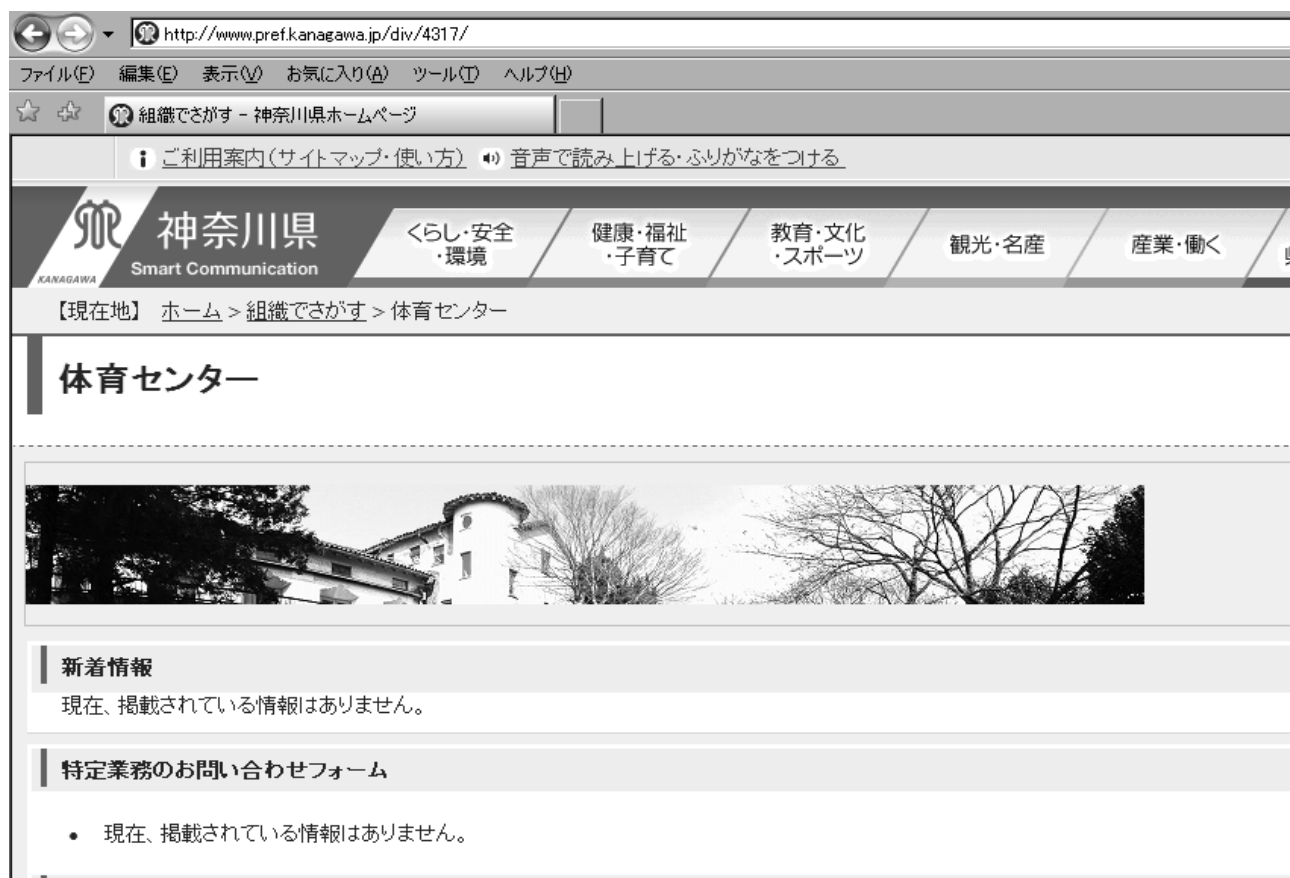 http://www.pref.kanagawa.jp/div/4317/
ファイル(F) 編集(E) 表示(V) お気に入り(A) ツール(T) ヘルプ(H)
組織でさがす - 神奈川県ホームページ
ご利用案内(サイトマップ・使い方) 音声で読み上げる・ふりがなをつける
神奈川県
Smart Communication
KANAGAWA
くらし・安全
・環境
健康・福祉
・子育て
教育・文化
・スポーツ
観光・名産
産業・働く
【現在地】 ホーム > 組織でさがす > 体育センター
体育センター
新着情報
現在、掲載されている情報はありません。
特定業務のお問い合わせフォーム
• 現在、掲載されている情報はありません。